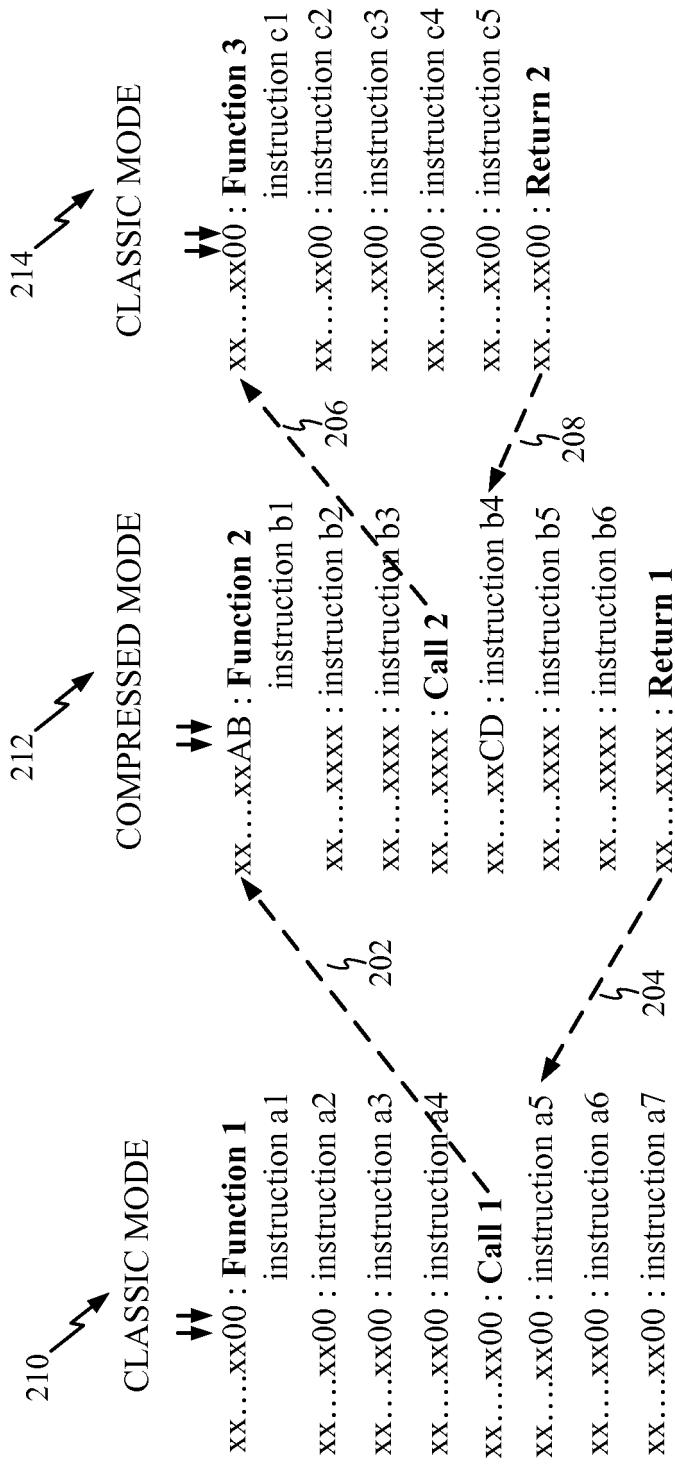 210
CLASSIC MODE
xx....xx00 : Function 1
instruction a1
xx....xx00 : instruction a2
xx....xx00 : instruction a3
xx....xx00 : instruction a4
xx....xx00 : Call 1
xx....xx00 : instruction a5
xx....xx00 : instruction a6
xx....xx00 : instruction a7
202
204
212
COMPRESSED MODE
xx....xxAB : Function 2
instruction b1
xx....xxxx : instruction b2
xx....xxxx : instruction b3
xx....xxxx : Call 2
xx....xxCD : instruction b4
xx....xxxx : instruction b5
xx....xxxx : instruction b6
xx....xxxx : Return 1
206
208
214
CLASSIC MODE
xx....xx00 : Function 3
instruction c1
xx....xx00 : instruction c2
xx....xx00 : instruction c3
xx....xx00 : instruction c4
xx....xx00 : instruction c5
xx....xx00 : Return 2